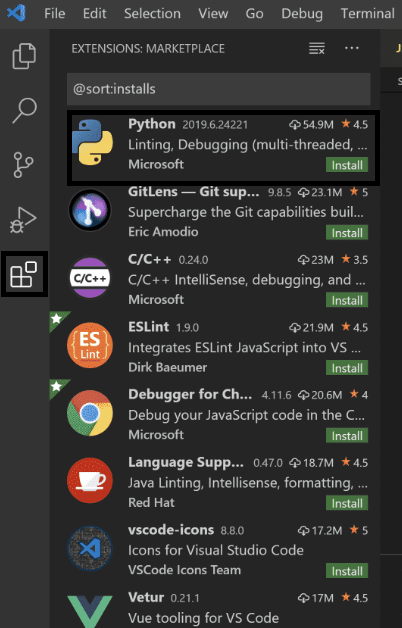 File Edit Selection View Go Debug Terminal
EXTENSIONS: MARKETPLACE
@sort:installs
Python 2019.6.24221 54.9M 4.5
Linting, Debugging (multi-threaded, ...
Microsoft Install
GitLens — Git sup... 9.8.5 23.1M 5
Supercharge the Git capabilities buil...
Eric Amodio Install
C/C++
C/C++ 0.24.0 23M 3.5
C/C++ IntelliSense, debugging, and ...
Microsoft Install
ES
Lint
ESLint 1.9.0 21.9M 4.5
Integrates ESLint JavaScript into VS ...
Dirk Baeumer Install
Debugger for Ch... 4.11.6 20.6M 4
Debug your JavaScript code in the C...
Microsoft Install
Language Supp... 0.47.0 18.7M 4.5
Java Linting, Intellisense, formatting, ...
Red Hat Install
vscode-icons 8.8.0 17.2M 5
Icons for Visual Studio Code
VSCode Icons Team Install
Vetur 0.21.1 17M 4.5
Vue tooling for VS Code